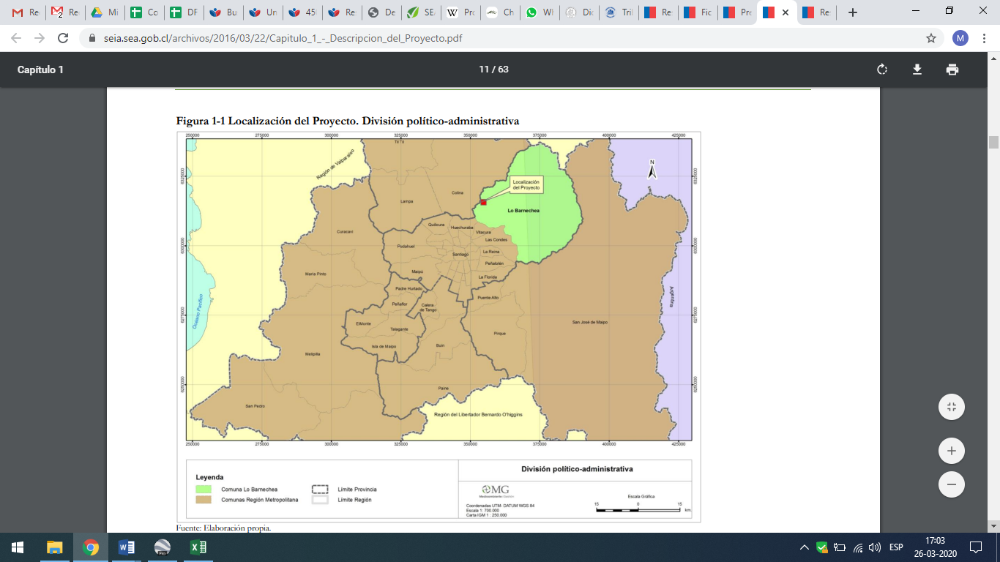 Re
Re
Mi
Co
DF
Bu
Un
45
Re
De
SEA
Pro
Ch
Wh
Dic
Tril
Re
Fic
Pre
Re
seia.sea.gob.cl/archivos/2016/03/22/Capitulo_1_-_Descripcion_del_Proyecto.pdf
M
Capítulo 1
11 / 63
Figura 1-1 Localización del Proyecto. División político-administrativa
250000 275000 300000 325000 350000 375000 400000 425000
Til Til
Región de Valparaíso
N
6325000
6325000
Localización
del Proyecto
Colina
Lampa
Lo Barnechea
Quilicura
Huechuraba
Curacaví
Vitacura
Las Condes
6300000
6300000
Pudahuel
Santiago
La Reina
Peñalolén
Maipú
María Pinto
La Florida
Padre Hurtado
Puente Alto
Peñaflor
Calera
de Tango
Océano Pacífico
Argentina
6275000
6275000
ElMonte
San José de Maipo
Talagante
Pirque
Isla de Maipo
Buin
Melipilla
6250000
6250000
Paine
San Pedro
Región del Libertador Bernardo O'higgins
250000 275000 300000 325000 350000 375000 400000 425000
Leyenda
Comuna Lo Barnechea
Límite Provincia
Comunas Región Metropolitana
Límite Región
División político-administrativa
MG
Coordenadas UTM- DATUM WGS 84
Escala 1: 700.000
Carta IGM 1 : 250.000
Escala Gráfica
15 0 15
km.
Fuente: Elaboración propia.
ESP
17:03
26-03-2020